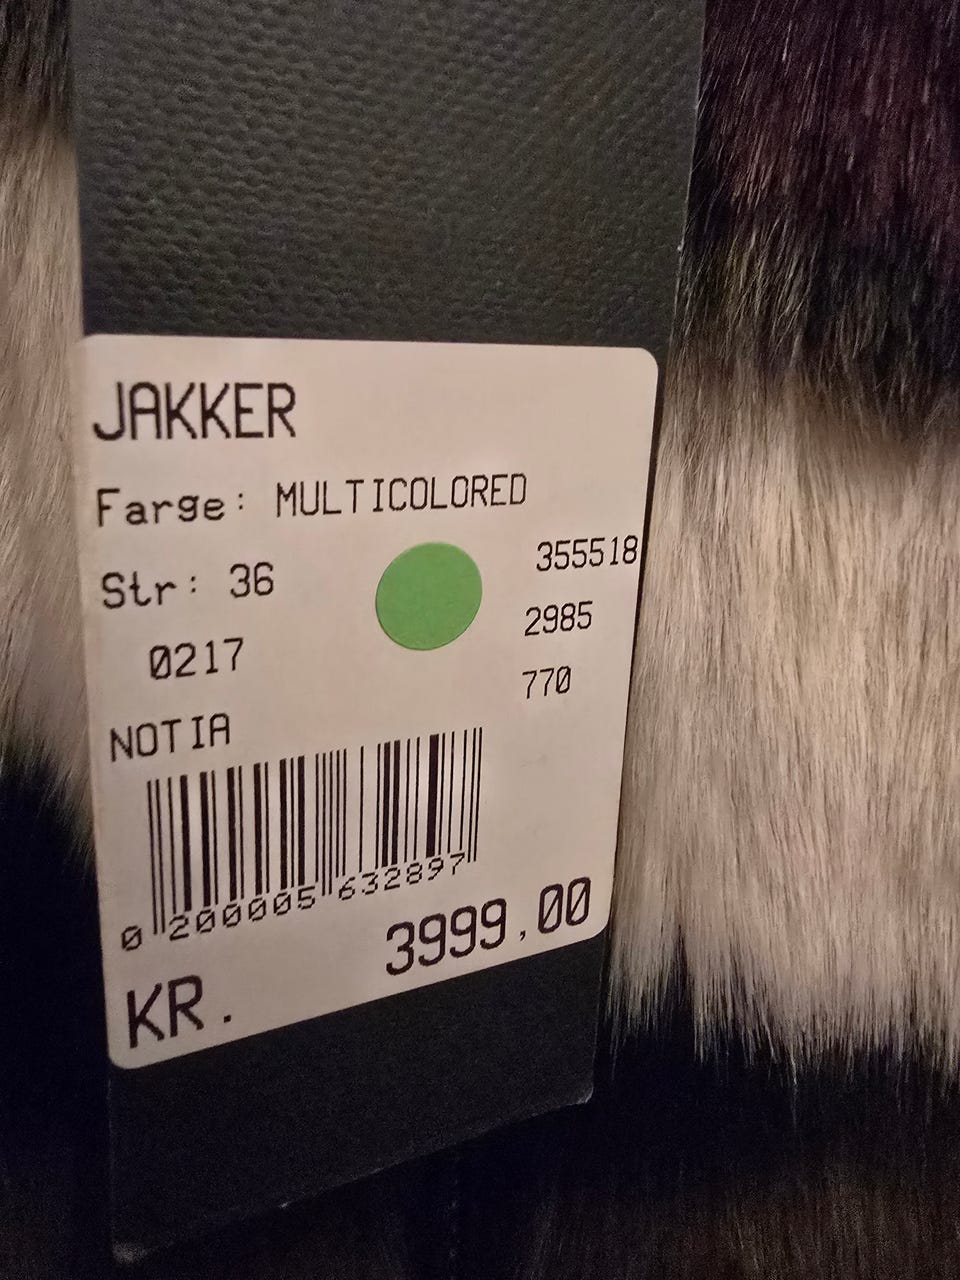 JAKKER
Farge: MULTICOLORED
Str: 36
355518
0217
2985
NOTIA
770
0 200005 632897
KR. 3999,00